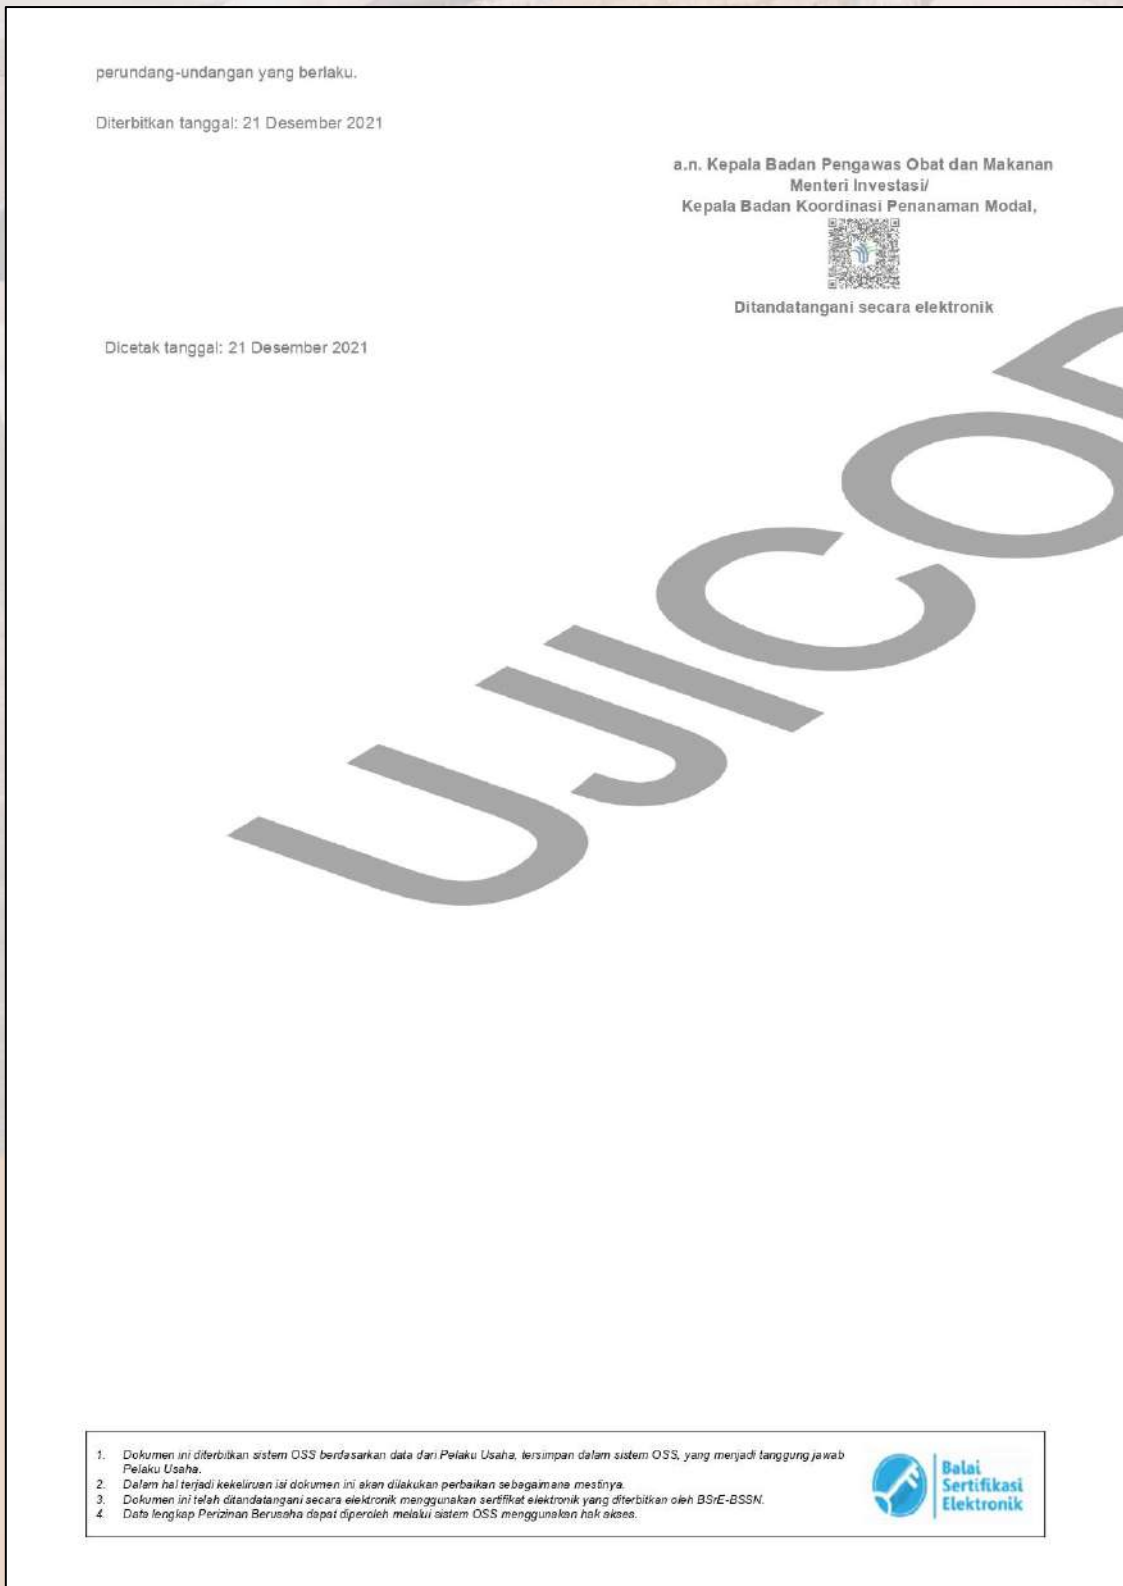 perundang-undangan yang berlaku.
Diterbitkan tanggal: 21 Desember 2021
a.n. Kepala Badan Pengawas Obat dan Makanan
Menteri Investasi/
Kepala Badan Koordinasi Penanaman Modal,
Ditandatangani secara elektronik
Dicetak tanggal: 21 Desember 2021
UJICO
1. Dokumen ini diterbitkan sistem OSS berdasarkan data dari Pelaku Usaha, tersimpan dalam sistem OSS, yang menjadi tanggung jawab
Pelaku Usaha.
2. Dalam hal terjadi kekeliruan isi dokumen ini akan dilakukan perbaikan sebagaimana mestinya.
3. Dokumen ini telah ditandatangani secara elektronik menggunakan sertifikat elektronik yang diterbitkan oleh BSrE-BSSN.
4. Data lengkap Perizinan Berusaha dapat diperoleh melalui sistem OSS menggunakan hak akses.
Balai
Sertifikasi
Elektronik